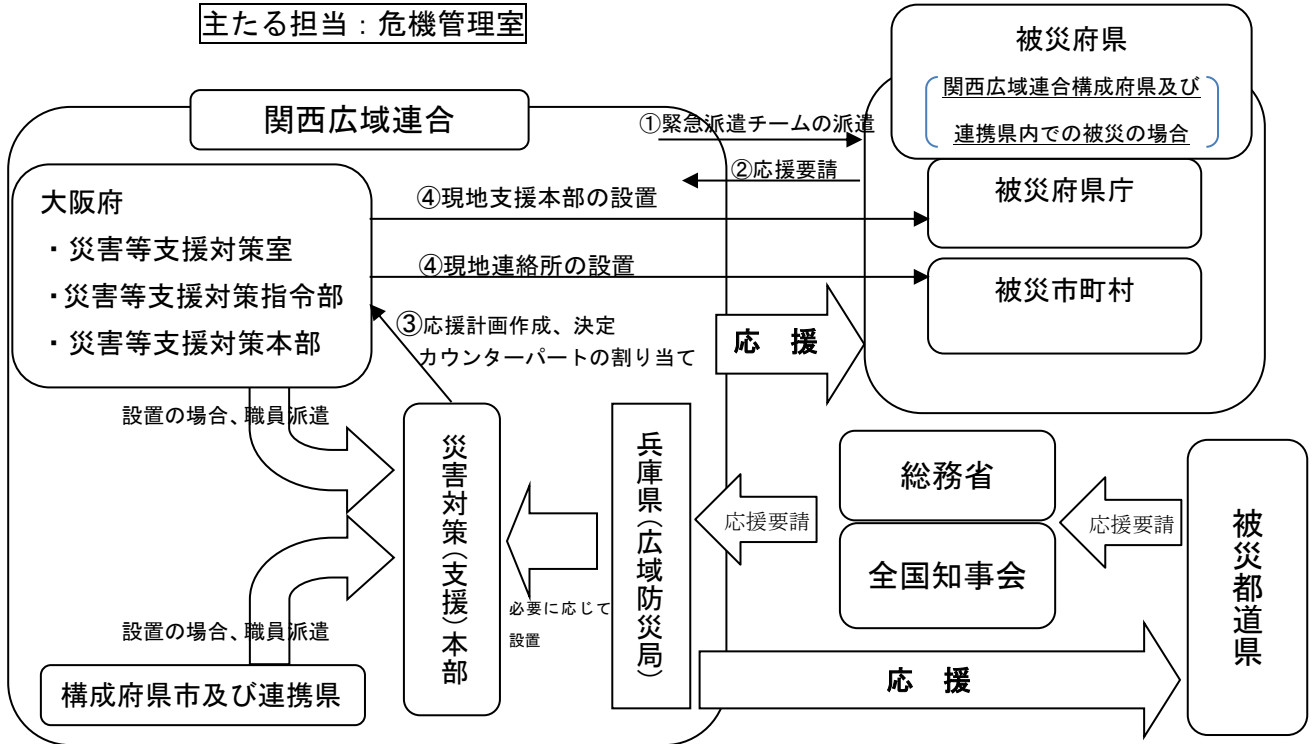 主たる担当：危機管理室
被災府県
関西広域連合構成府県及び
連携県内での被災の場合
関西広域連合
①緊急派遣チームの派遣
②応援要請
大阪府
・災害等支援対策室
・災害等支援対策指令部
・災害等支援対策本部
④現地支援本部の設置
被災府県庁
④現地連絡所の設置
被災市町村
③応援計画作成、決定
カウンターパートの割り当て
応　援
設置の場合、職員派遣
災害対策（支援）本部
兵庫県（広域防災局）
応援要請
総務省
全国知事会
応援要請
被災都道県
必要に応じて
設置
設置の場合、職員派遣
構成府県市及び連携県
応　援